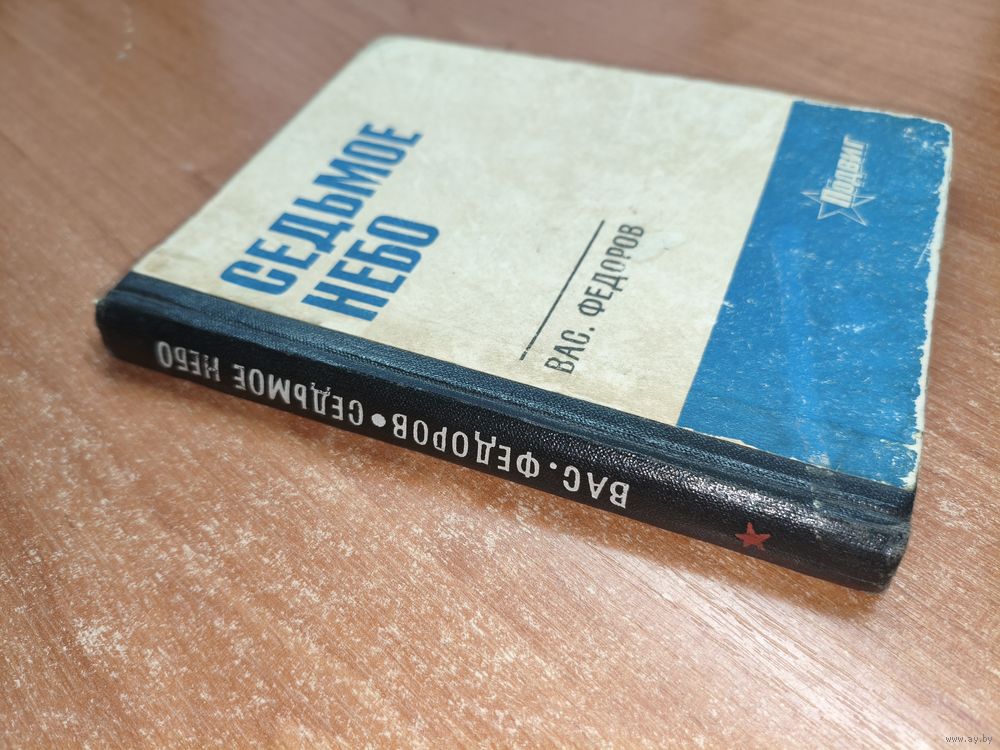 СЕДЬМОЕ
НЕБО
ВАС. ФЕДОРОВ
Подвиг
ВАС. ФЕДОРОВ • СЕДЬМОЕ НЕБО
www.ay.by